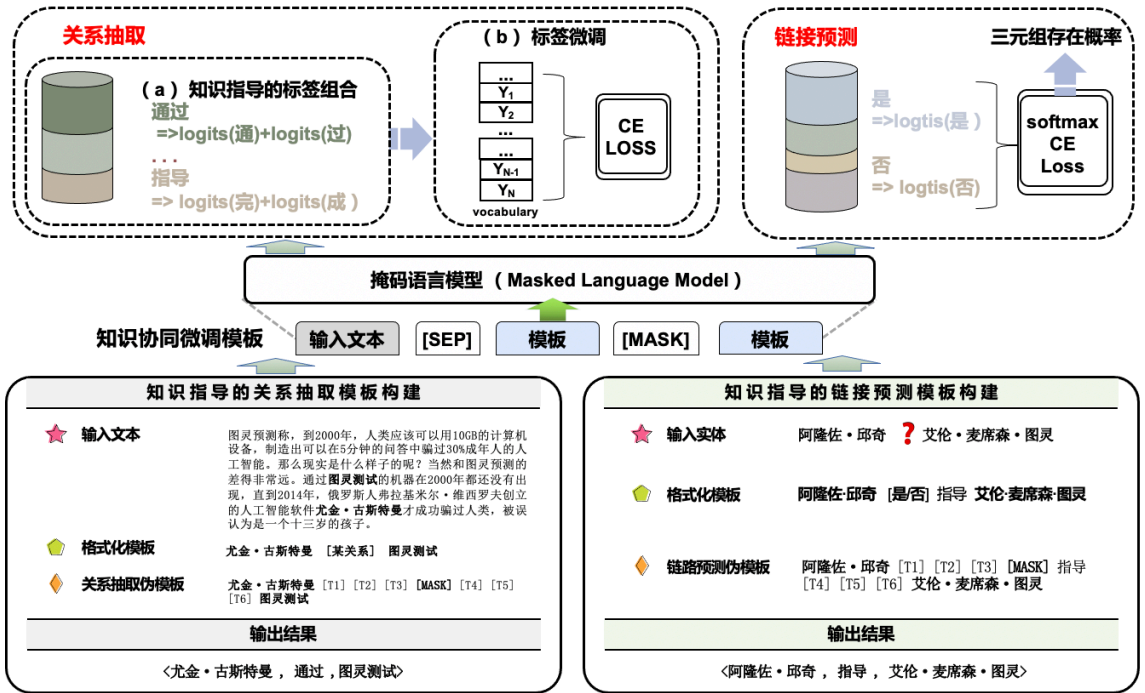 关系抽取
（a）知识指导的标签组合
通过
=>logits(通)+logits(过)
...
指导
=> logits(完)+logits(成 )
（b）标签微调
...
Y1
Y2
...
...
YN-1
YN
vocabulary
CE
LOSS
链接预测
三元组存在概率
是
=>logtis(是 )
否
=> logtis(否)
softmax
CE
Loss
掩码语言模型（Masked Language Model）
知识协同微调模板
输入文本
[SEP]
模板
[MASK]
模板
知识指导的关系抽取模板构建
输入文本
图灵预测称，到2000年，人类应该可以用10GB的计算机
设备，制造出可以在5分钟的问答中骗过30%成年人的人
工智能。那么现实是什么样子的呢？当然和图灵预测的
差得非常远。通过图灵测试的机器在2000年都还没有出
现，直到2014年，俄罗斯人弗拉基米尔·维西罗夫创立
的人工智能软件尤金·古斯特曼才成功骗过人类，被误
认为是一个十三岁的孩子。
格式化模板
尤金·古斯特曼 [某关系] 图灵测试
关系抽取伪模板
尤金·古斯特曼 [T1] [T2] [T3] [MASK] [T4] [T5]
[T6] 图灵测试
输出结果
<尤金·古斯特曼 ，通过 ,图灵测试>
知识指导的链接预测模板构建
输入实体
阿隆佐·邱奇 ❓ 艾伦·麦席森·图灵
格式化模板
阿隆佐·邱奇 [是/否] 指导 艾伦·麦席森·图灵
链路预测伪模板
阿隆佐·邱奇 [T1] [T2] [T3] [MASK] 指导
[T4] [T5] [T6] 艾伦·麦席森·图灵
输出结果
<阿隆佐·邱奇 ，指导 ，艾伦·麦席森·图灵>